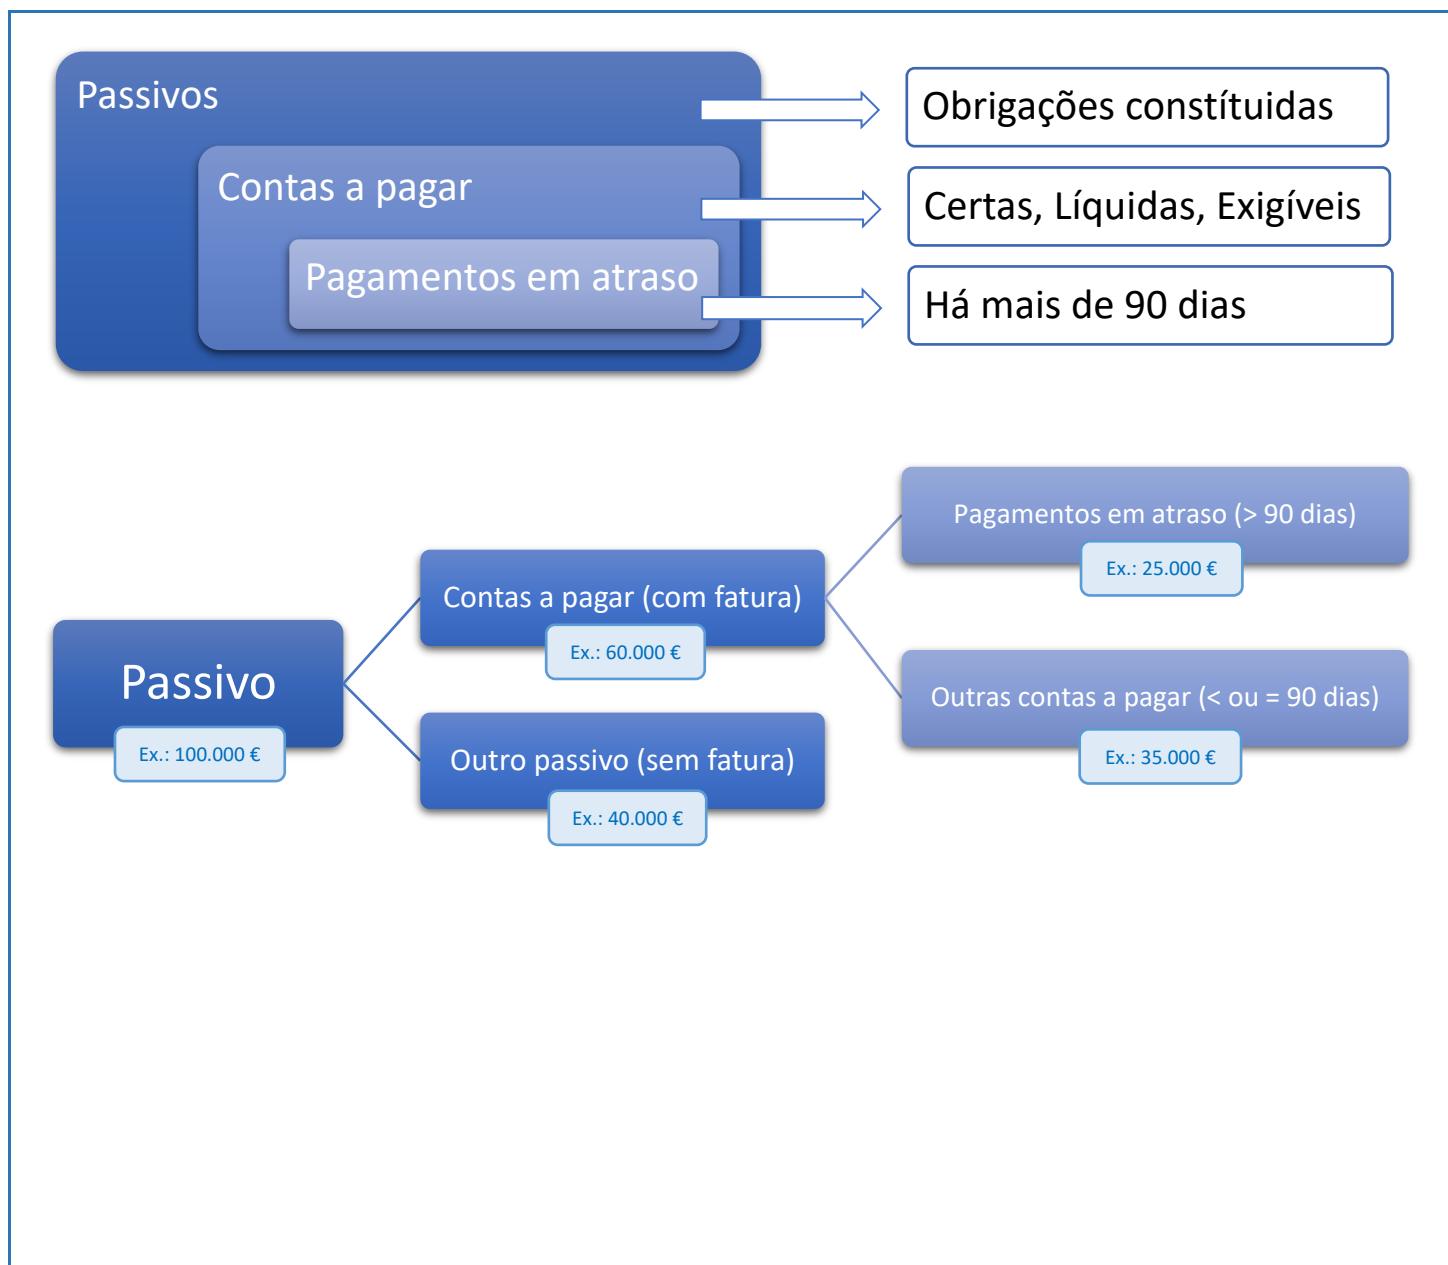 Passivos
Obrigações constítuidas
Contas a pagar
Certas, Líquidas, Exigíveis
Pagamentos em atraso
Há mais de 90 dias
Pagamentos em atraso (> 90 dias)
Ex.: 25.000 €
Contas a pagar (com fatura)
Ex.: 60.000 €
Passivo
Ex.: 100.000 €
Outras contas a pagar (< ou = 90 dias)
Ex.: 35.000 €
Outro passivo (sem fatura)
Ex.: 40.000 €